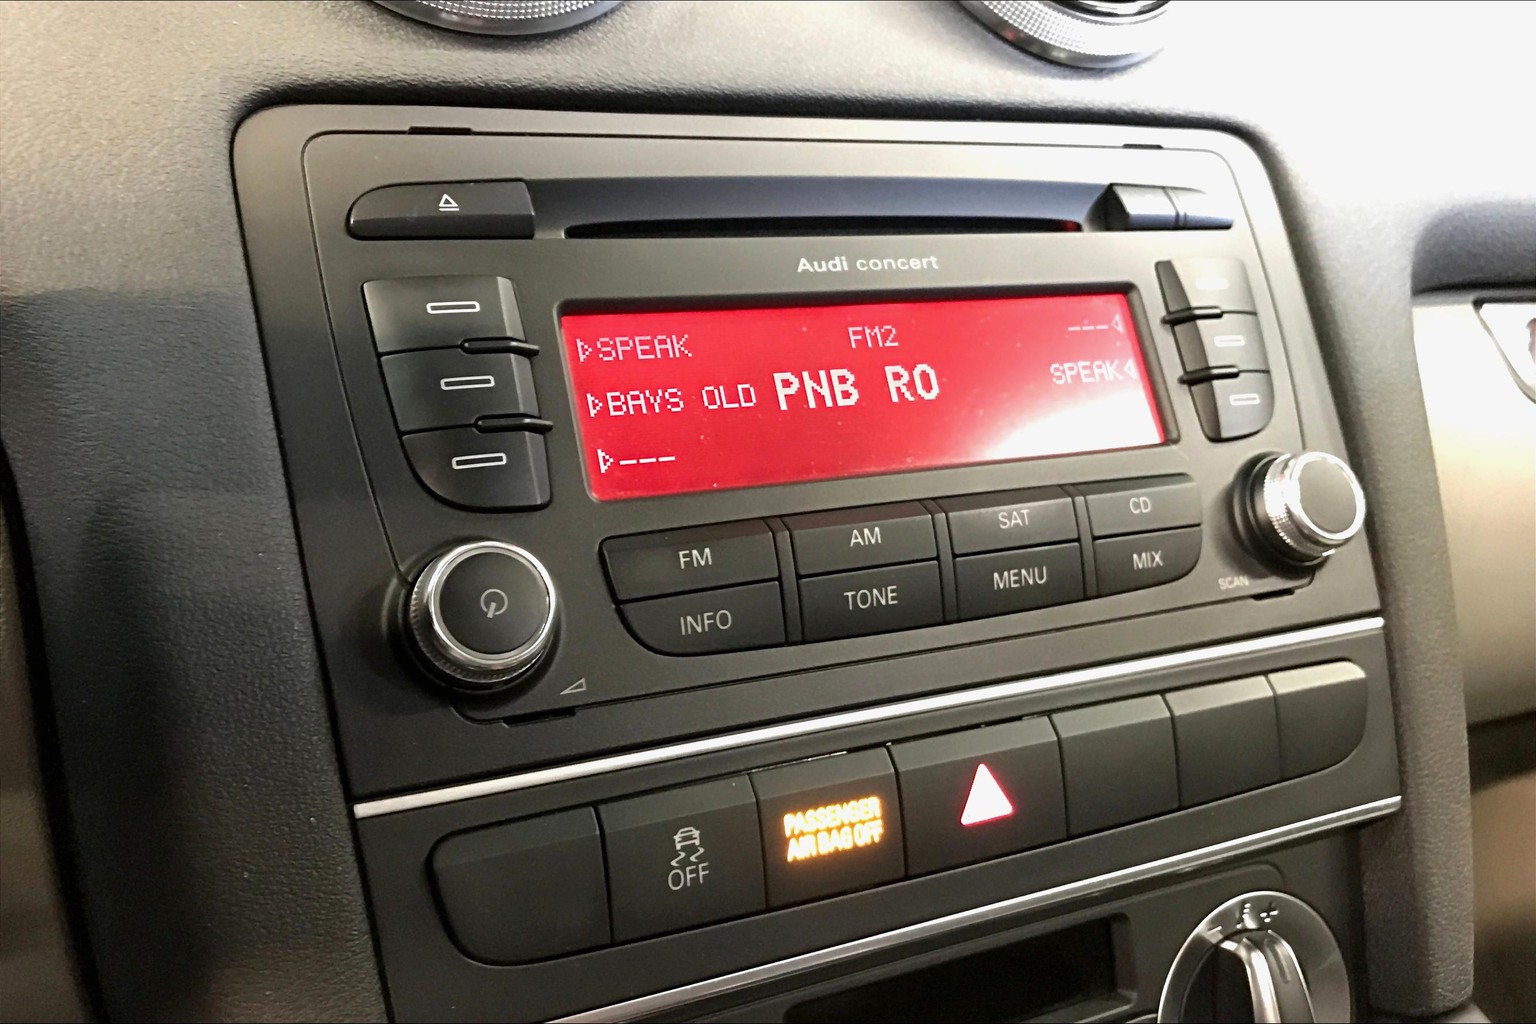 Audi concert
SPEAK FM2 ---
BAYS OLD PNB RO SPEAK
---
FM AM SAT CD
INFO TONE MENU MIX
SCAN
OFF
PASSENGER
AIR BAG OFF